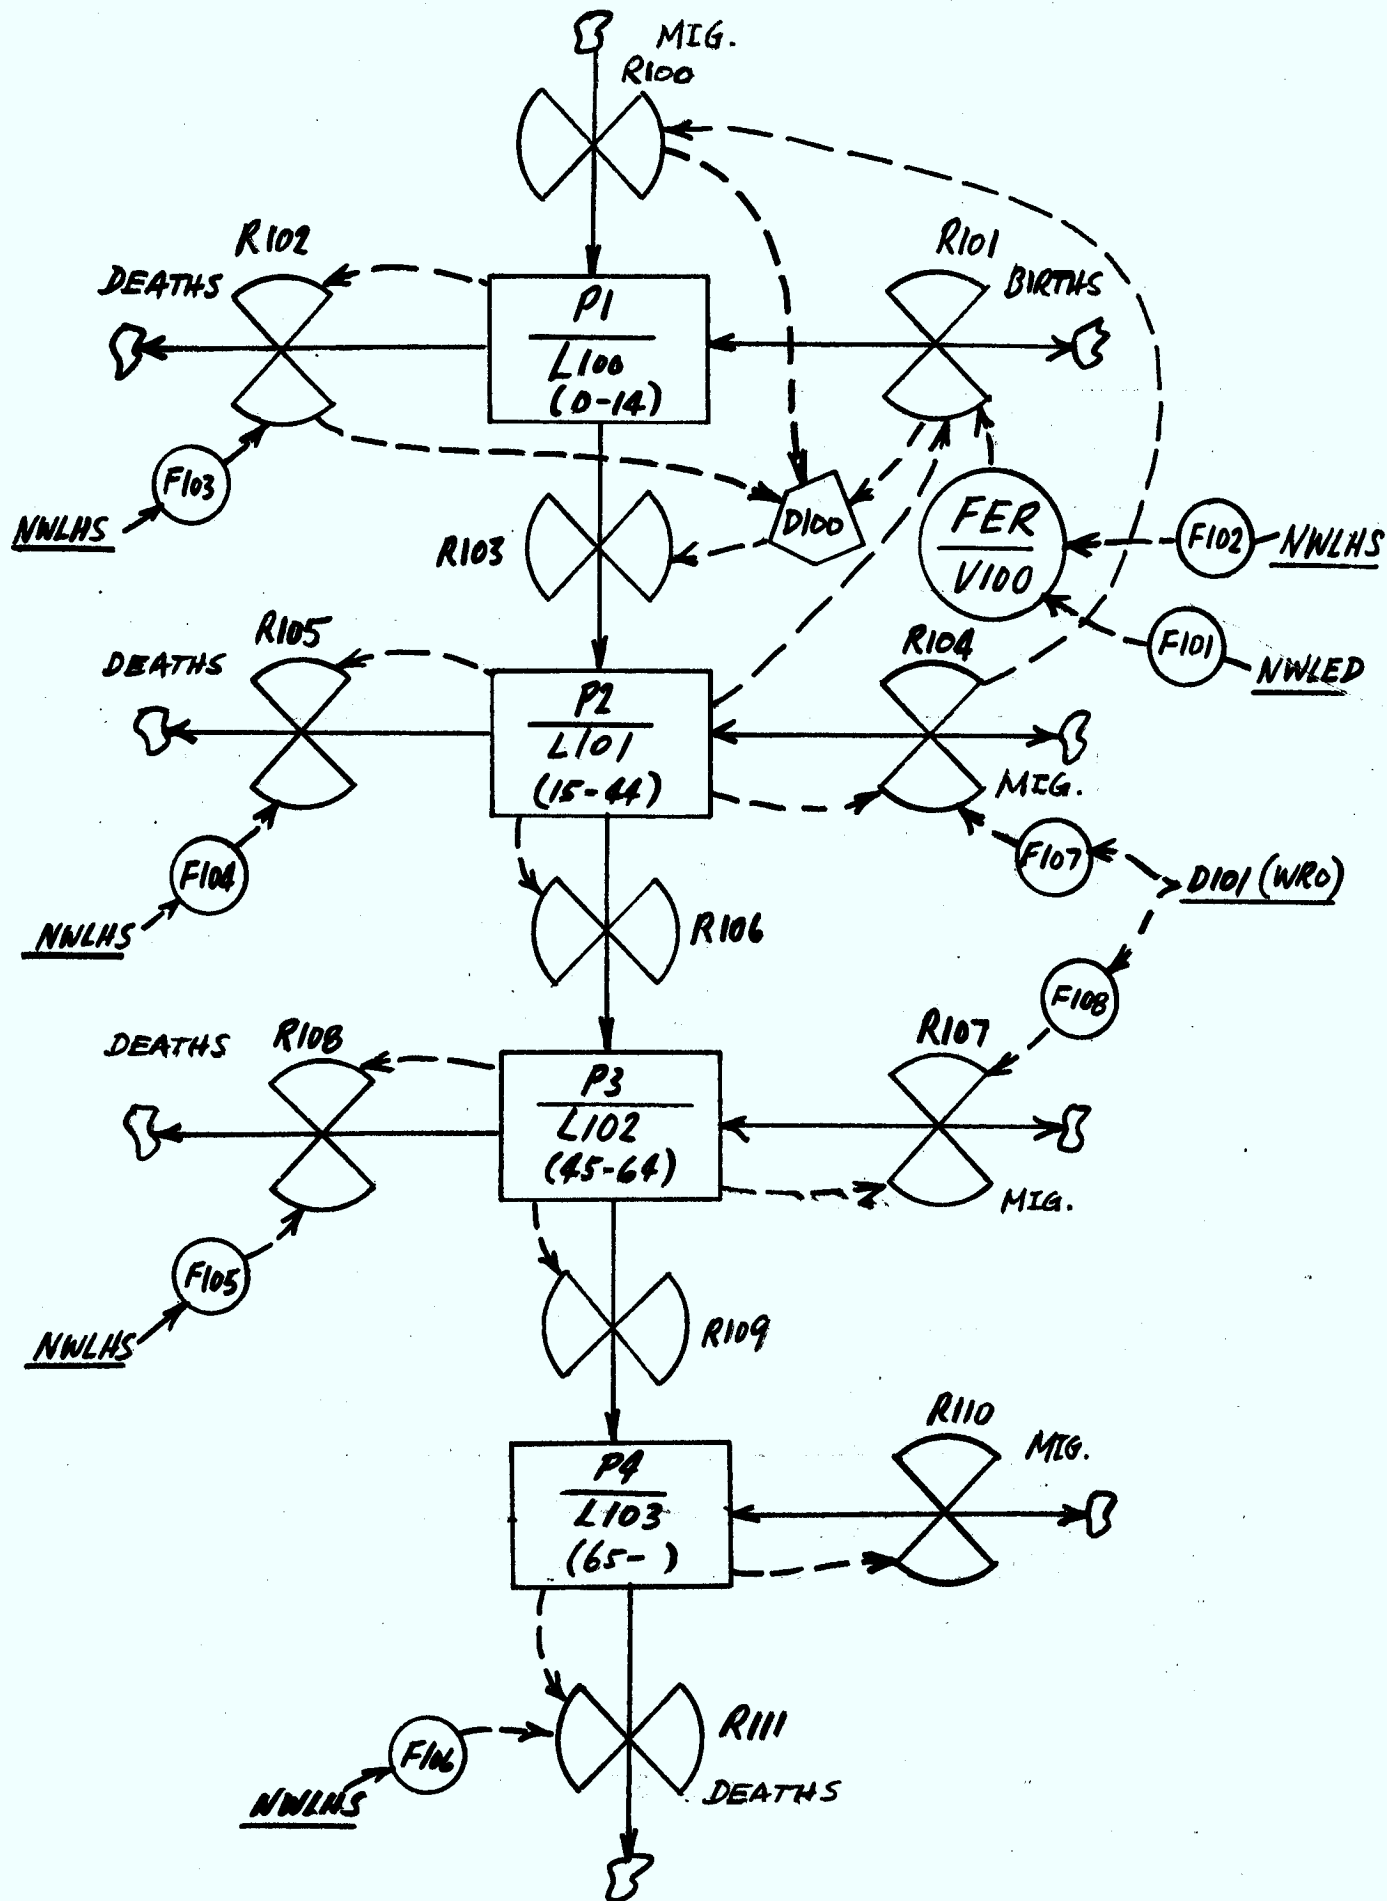 MIG.
R100
R102
DEATHS
R101
BIRTHS
P1
L100
(0-14)
F103
NWLHS
R103
D100
FER
V100
F102
NWLHS
F101
NWLED
R105
DEATHS
R104
P2
L101
(15-44)
MIG.
F107
D101 (WRO)
F104
NWLHS
R106
F108
R108
DEATHS
R107
P3
L102
(45-64)
MIG.
F105
NWLHS
R109
R110
MIG.
P4
L103
(65- )
R111
F106
NWLHS
DEATHS